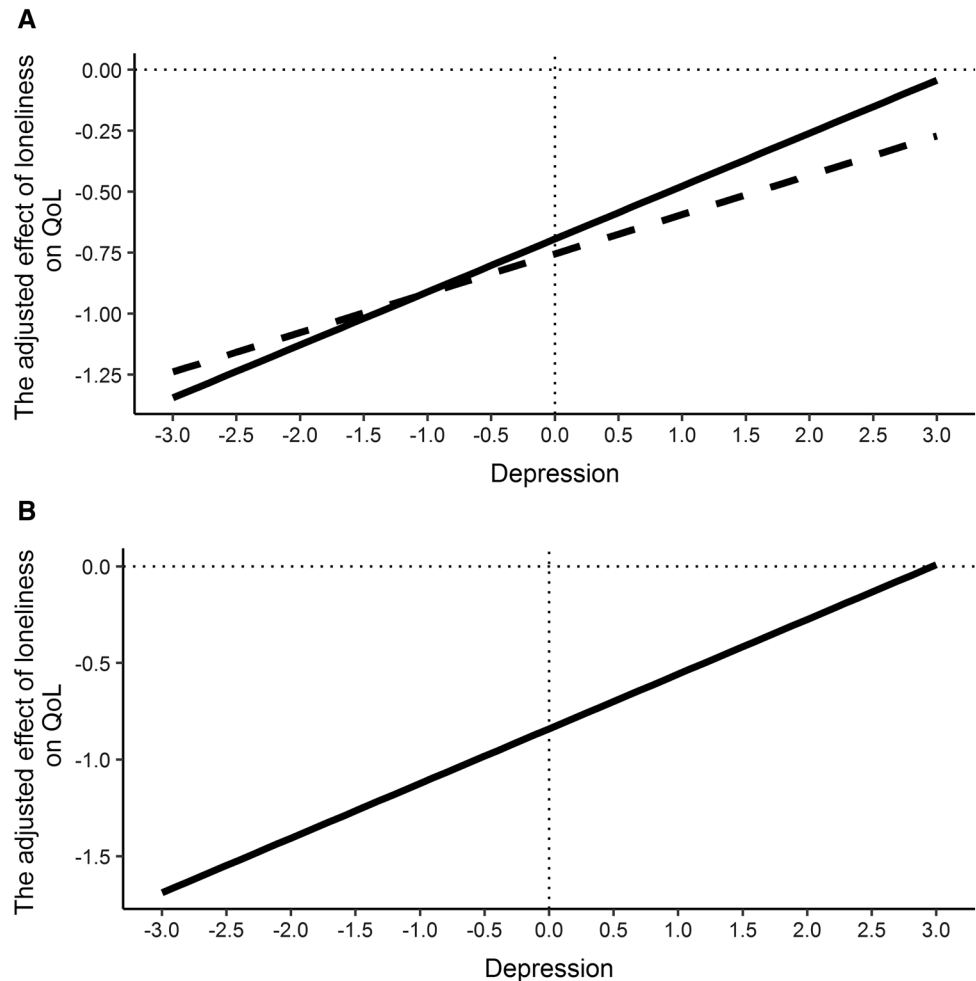 A
The adjusted effect of loneliness
on QoL
0.00
-0.25
-0.50
-0.75
-1.00
-1.25
-3.0 -2.5 -2.0 -1.5 -1.0 -0.5 0.0 0.5 1.0 1.5 2.0 2.5 3.0
Depression
B
The adjusted effect of loneliness
on QoL
0.0
-0.5
-1.0
-1.5
-3.0 -2.5 -2.0 -1.5 -1.0 -0.5 0.0 0.5 1.0 1.5 2.0 2.5 3.0
Depression